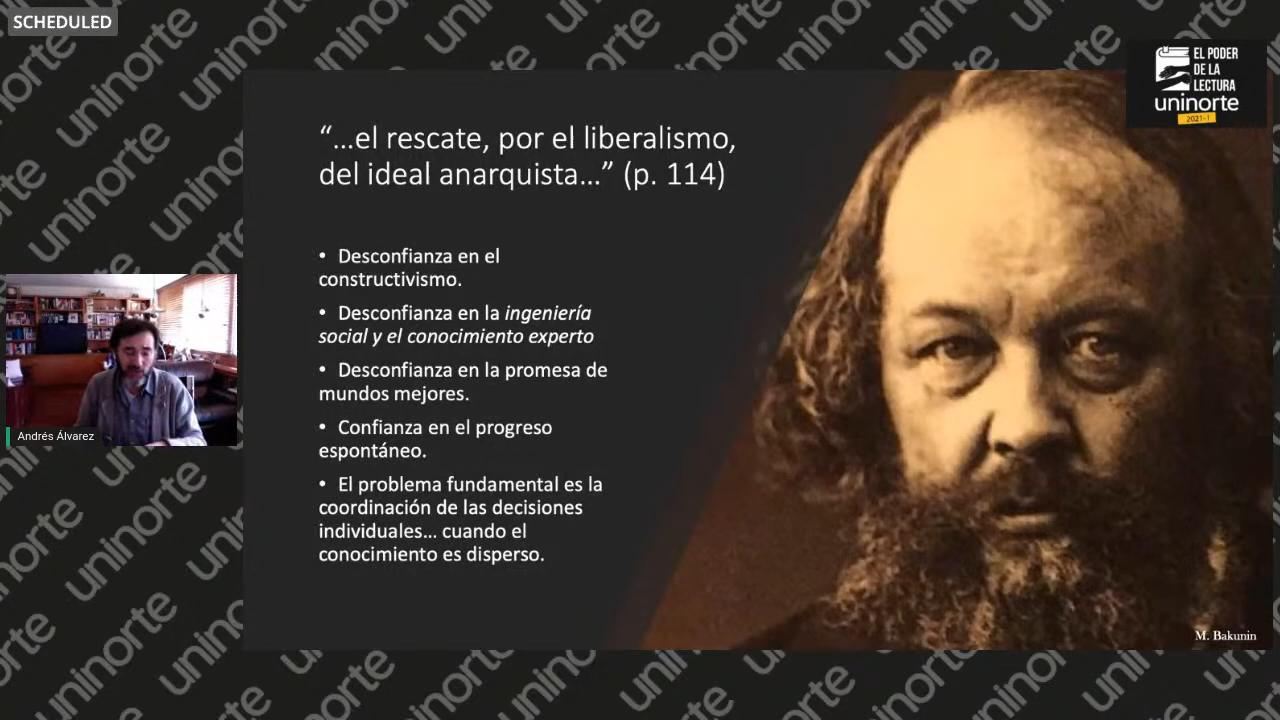 SCHEDULED
EL PODER
DE LA
LECTURA
uninorte
2021-1
“...el rescate, por el liberalismo,
del ideal anarquista...” (p. 114)
• Desconfianza en el
constructivismo.
• Desconfianza en la ingeniería
social y el conocimiento experto
• Desconfianza en la promesa de
mundos mejores.
• Confianza en el progreso
espontáneo.
• El problema fundamental es la
coordinación de las decisiones
individuales... cuando el
conocimiento es disperso.
Andrés Álvarez
M. Bakunin
uninorte